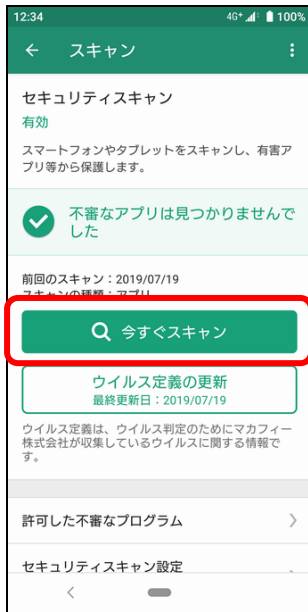 12:34
4G+ 100%
スキャン
セキュリティスキャン
有効
スマートフォンやタブレットをスキャンし、有害ア
プリ等から保護します。
不審なアプリは見つかりませんで
した
前回のスキャン：2019/07/19
スキャンの種類：アプリ
今すぐスキャン
ウイルス定義の更新
最終更新日：2019/07/19
ウイルス定義は、ウイルス判定のためにマカフィー
株式会社が収集しているウイルスに関する情報で
す。
許可した不審なプログラム
セキュリティスキャン設定